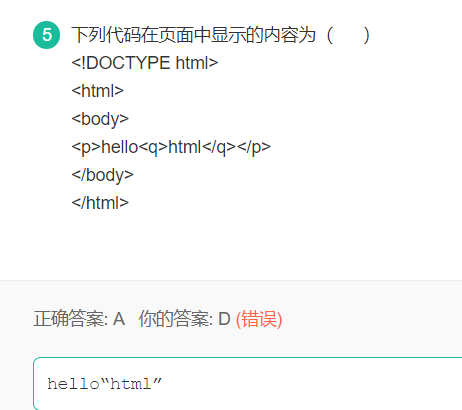 5 下列代码在页面中显示的内容为（　　）
<!DOCTYPE html>
<html>
<body>
<p>hello<q>html</q></p>
</body>
</html>
正确答案: A 你的答案: D (错误)
hello“html”